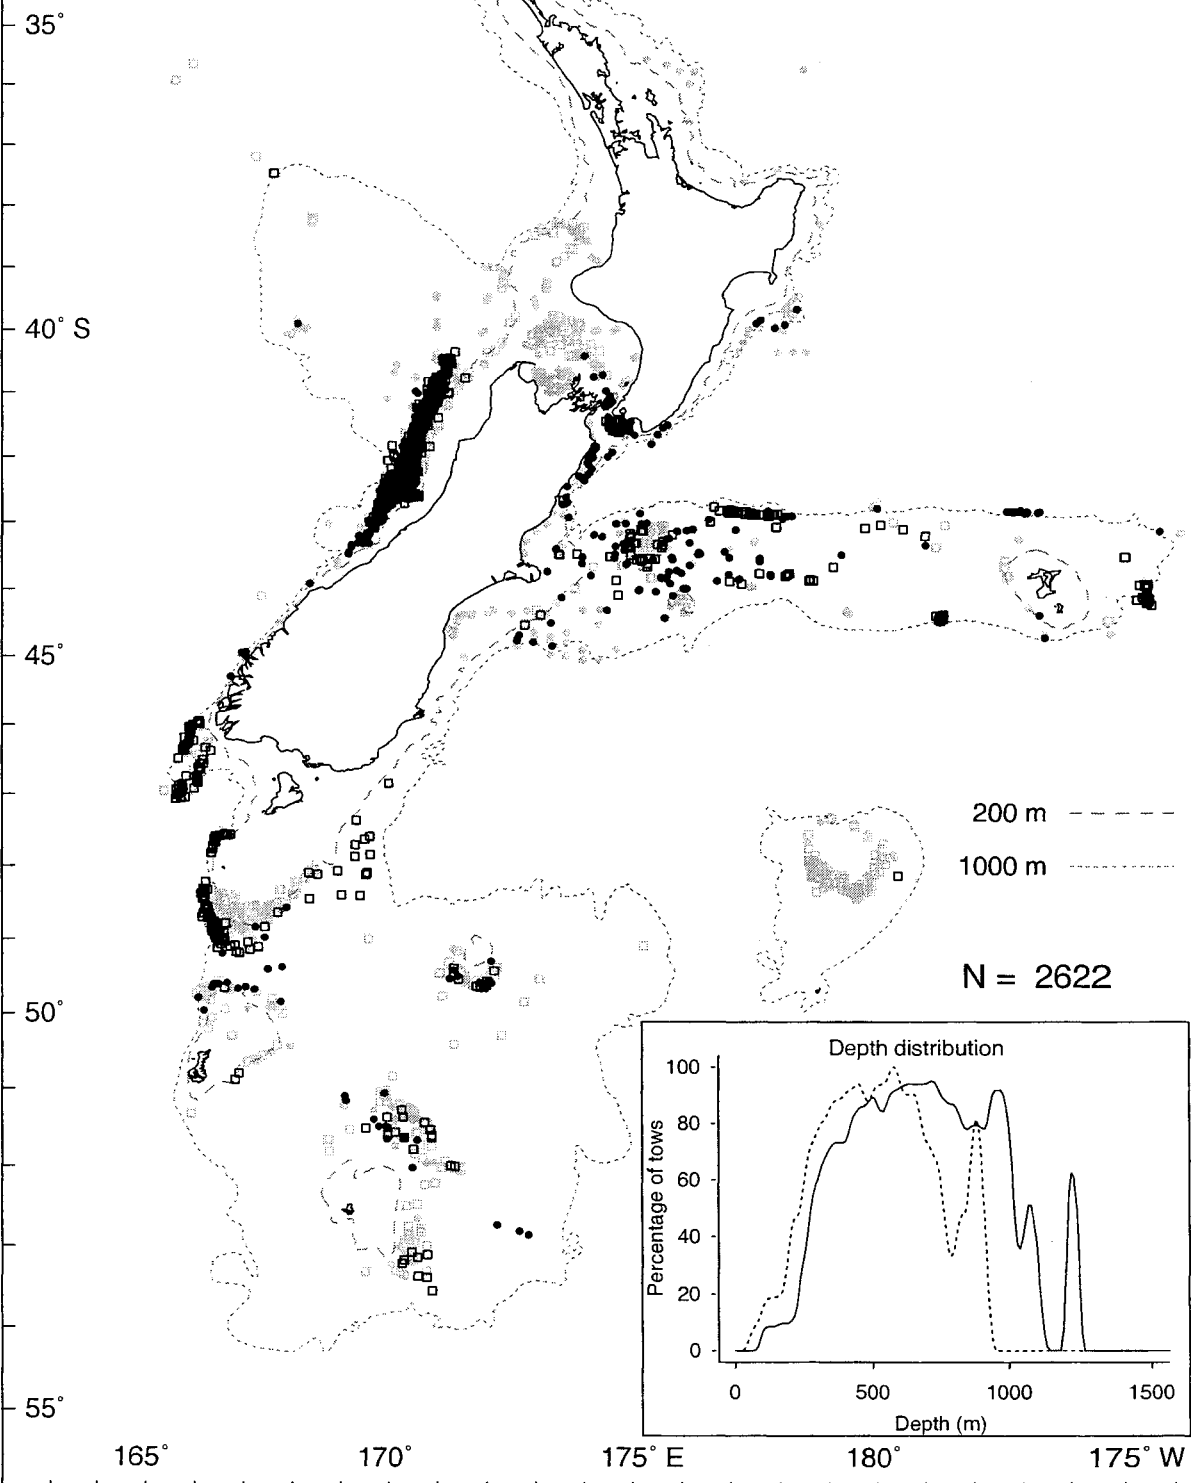 35°
40° S
45°
200 m
1000 m
N = 2622
50°
Depth distribution
100
80
60
40
20
0
Percentage of tows
0 500 1000 1500
Depth (m)
55°
165° 170° 175° E 180° 175° W